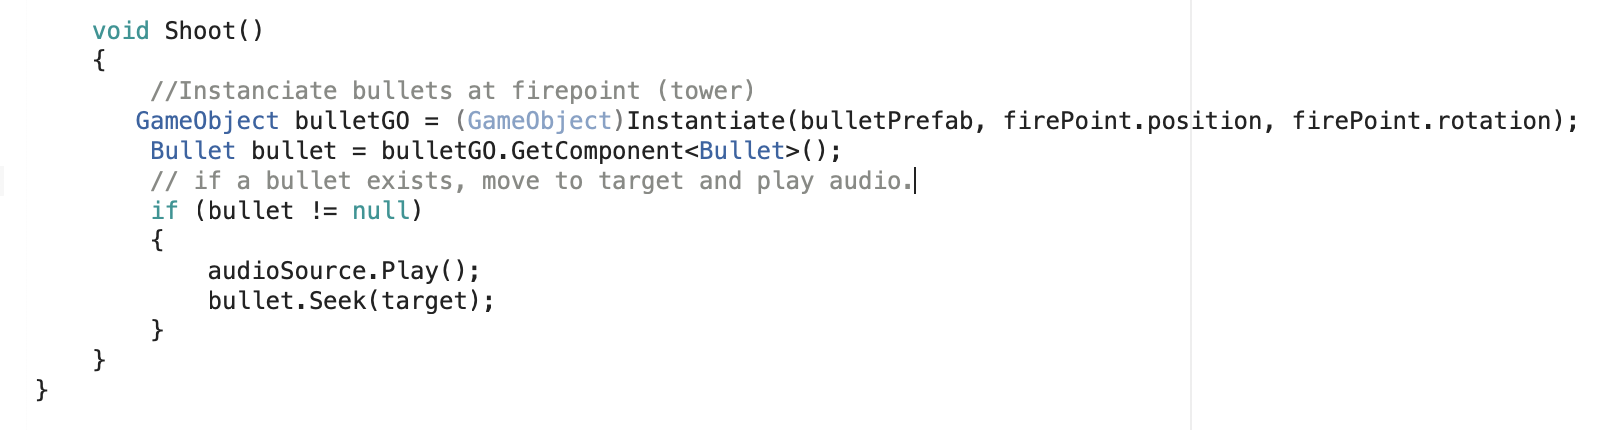 void Shoot()
{
//Instanciate bullets at firepoint (tower)
GameObject bulletGO = (GameObject)Instantiate(bulletPrefab, firePoint.position, firePoint.rotation);
Bullet bullet = bulletGO.GetComponent<Bullet>();
// if a bullet exists, move to target and play audio.
if (bullet != null)
{
audioSource.Play();
bullet.Seek(target);
}
}
}